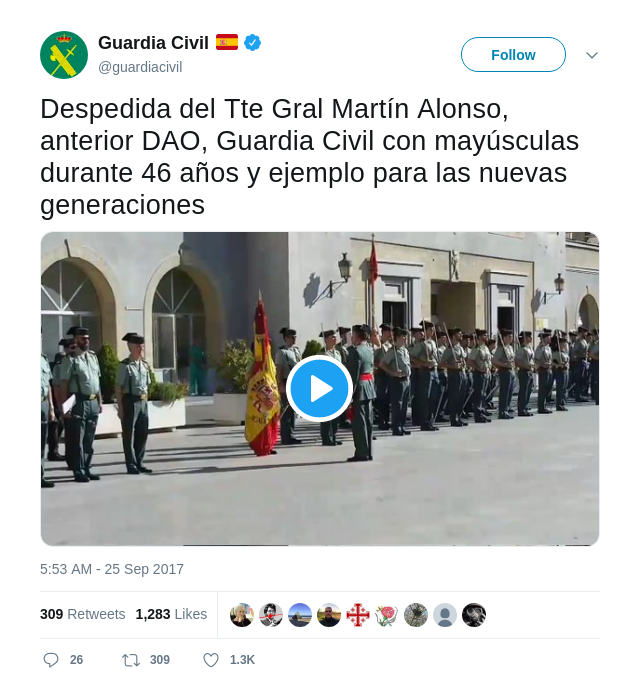 Guardia Civil
@guardiacivil
Follow
Despedida del Tte Gral Martín Alonso,
anterior DAO, Guardia Civil con mayúsculas
durante 46 años y ejemplo para las nuevas
generaciones
5:53 AM - 25 Sep 2017
309 Retweets 1,283 Likes
26 309 1.3K